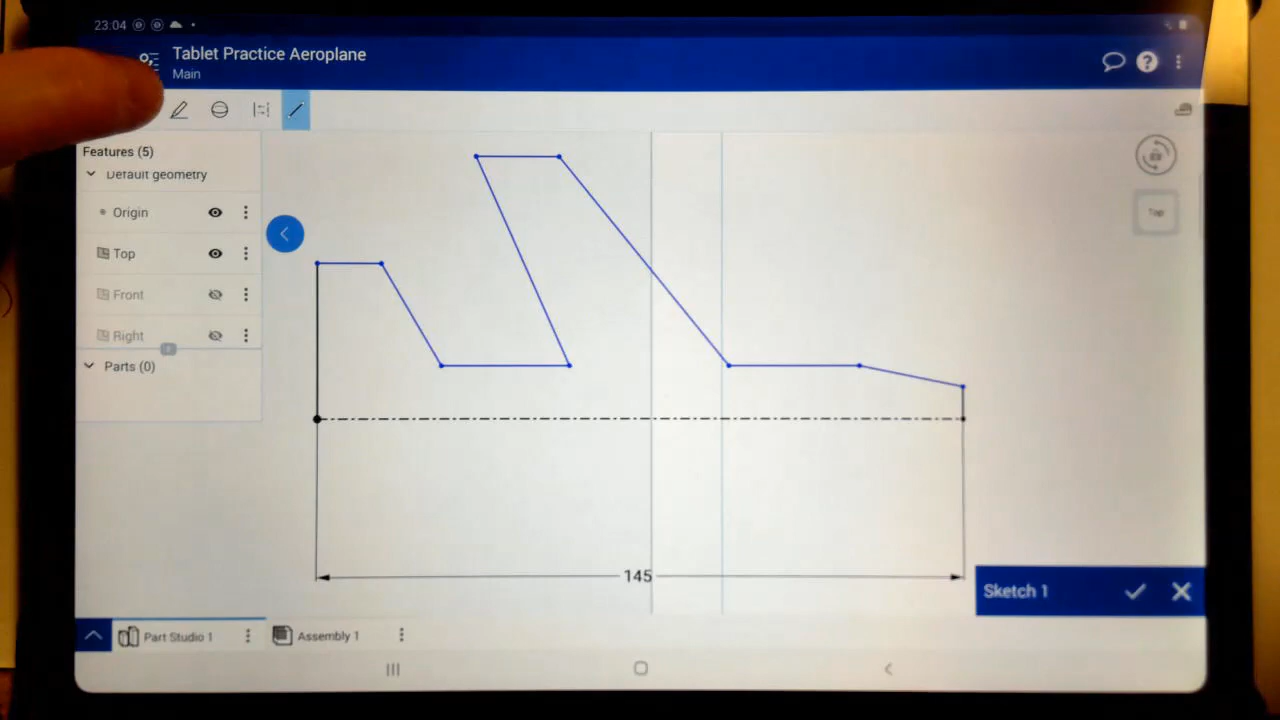 23:04
Tablet Practice Aeroplane
Main
Features (5)
Default geometry
Origin
Top
Front
Right
Parts (0)
Top
145
Sketch 1
Part Studio 1
Assembly 1